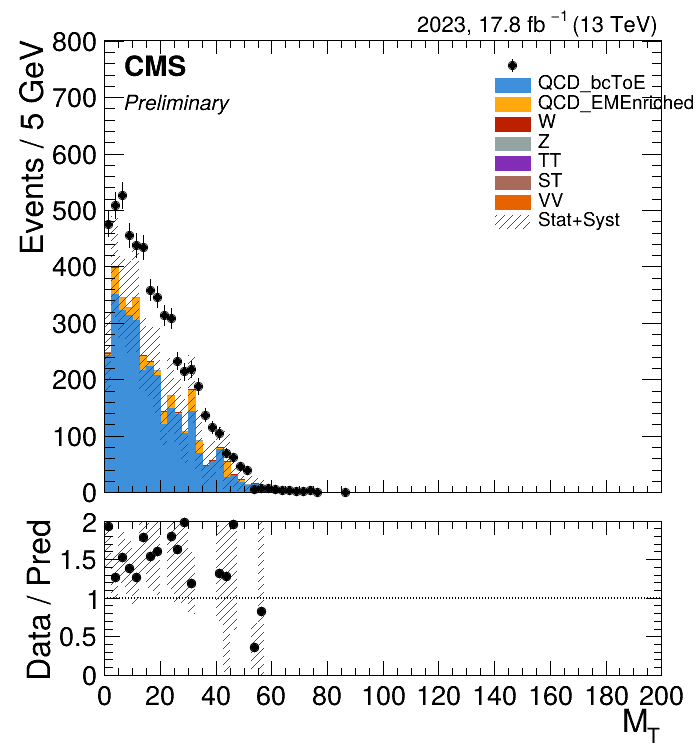 2023, 17.8 fb⁻¹ (13 TeV)
CMS
Preliminary
QCD_bcToE
QCD_EMEnriched
W
Z
TT
ST
VV
Stat+Syst
Events / 5 GeV
800
700
600
500
400
300
200
100
0
Data / Pred
2
1.5
1
0.5
0
0 20 40 60 80 100 120 140 160 180 200
M_T